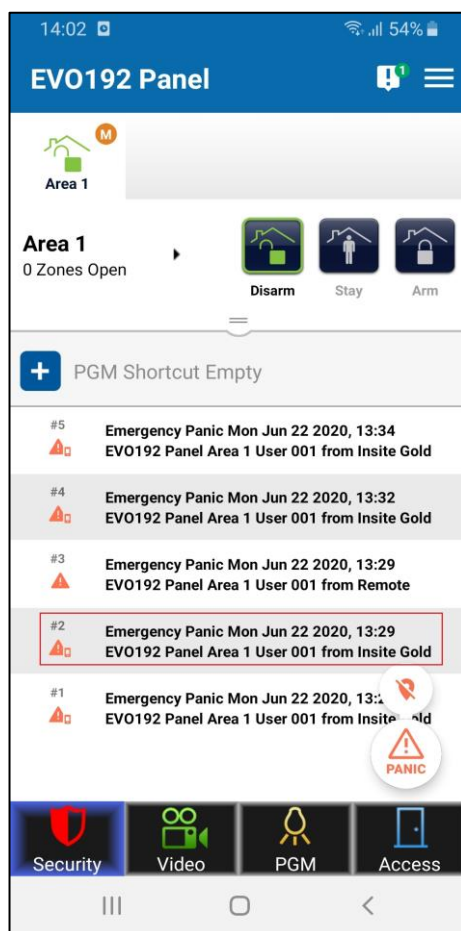 14:02 54%
EVO192 Panel 1
M
Area 1
Area 1
0 Zones Open
Disarm Stay Arm
+ PGM Shortcut Empty
#5
Emergency Panic Mon Jun 22 2020, 13:34
EVO192 Panel Area 1 User 001 from Insite Gold
#4
Emergency Panic Mon Jun 22 2020, 13:32
EVO192 Panel Area 1 User 001 from Insite Gold
#3
Emergency Panic Mon Jun 22 2020, 13:29
EVO192 Panel Area 1 User 001 from Remote
#2
Emergency Panic Mon Jun 22 2020, 13:29
EVO192 Panel Area 1 User 001 from Insite Gold
#1
Emergency Panic Mon Jun 22 2020,
EVO192 Panel Area 1 User 001 from Insite
PANIC
Security Video PGM Access